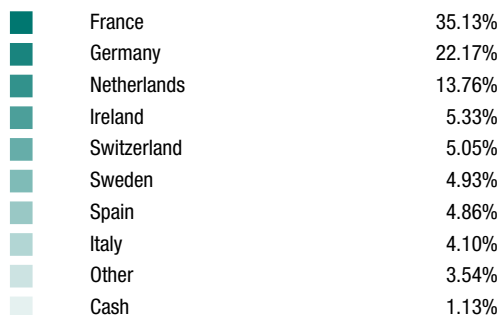 France 35.13%
Germany 22.17%
Netherlands 13.76%
Ireland 5.33%
Switzerland 5.05%
Sweden 4.93%
Spain 4.86%
Italy 4.10%
Other 3.54%
Cash 1.13%